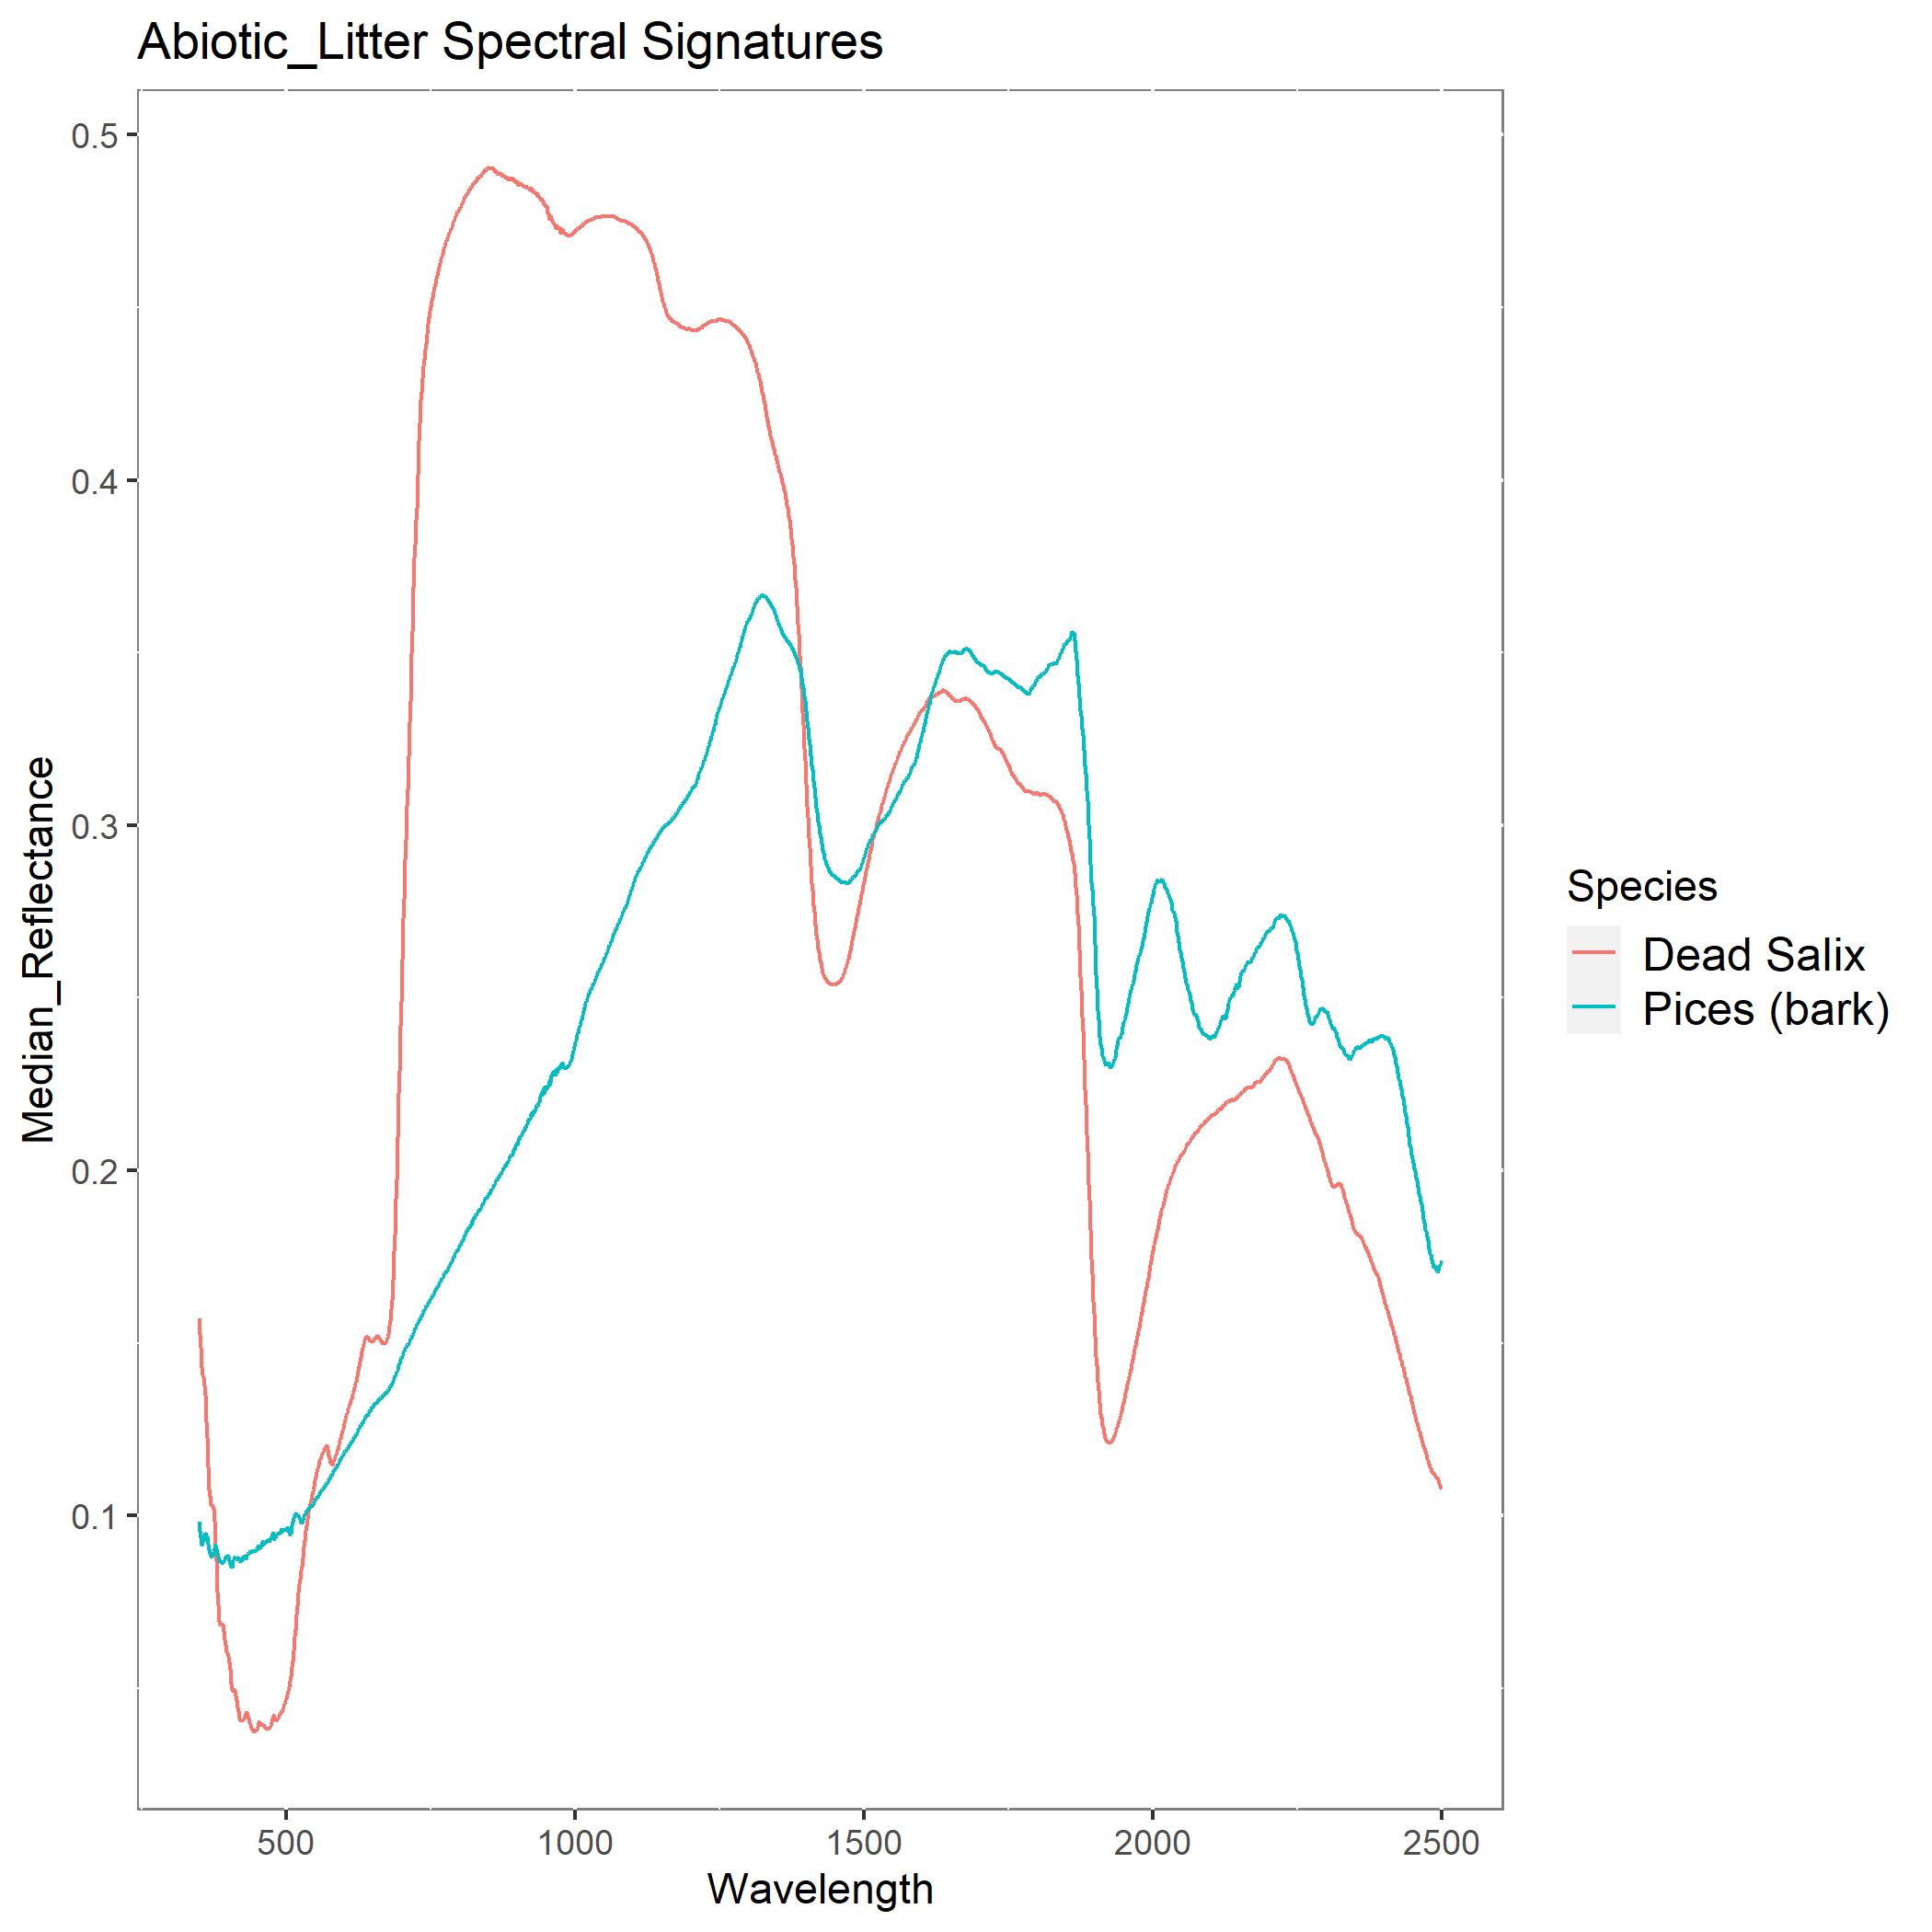 Abiotic_Litter Spectral Signatures
0.5
0.4
0.3
0.2
0.1
Median_Reflectance
500 1000 1500 2000 2500
Wavelength
Species
Dead Salix
Pices (bark)